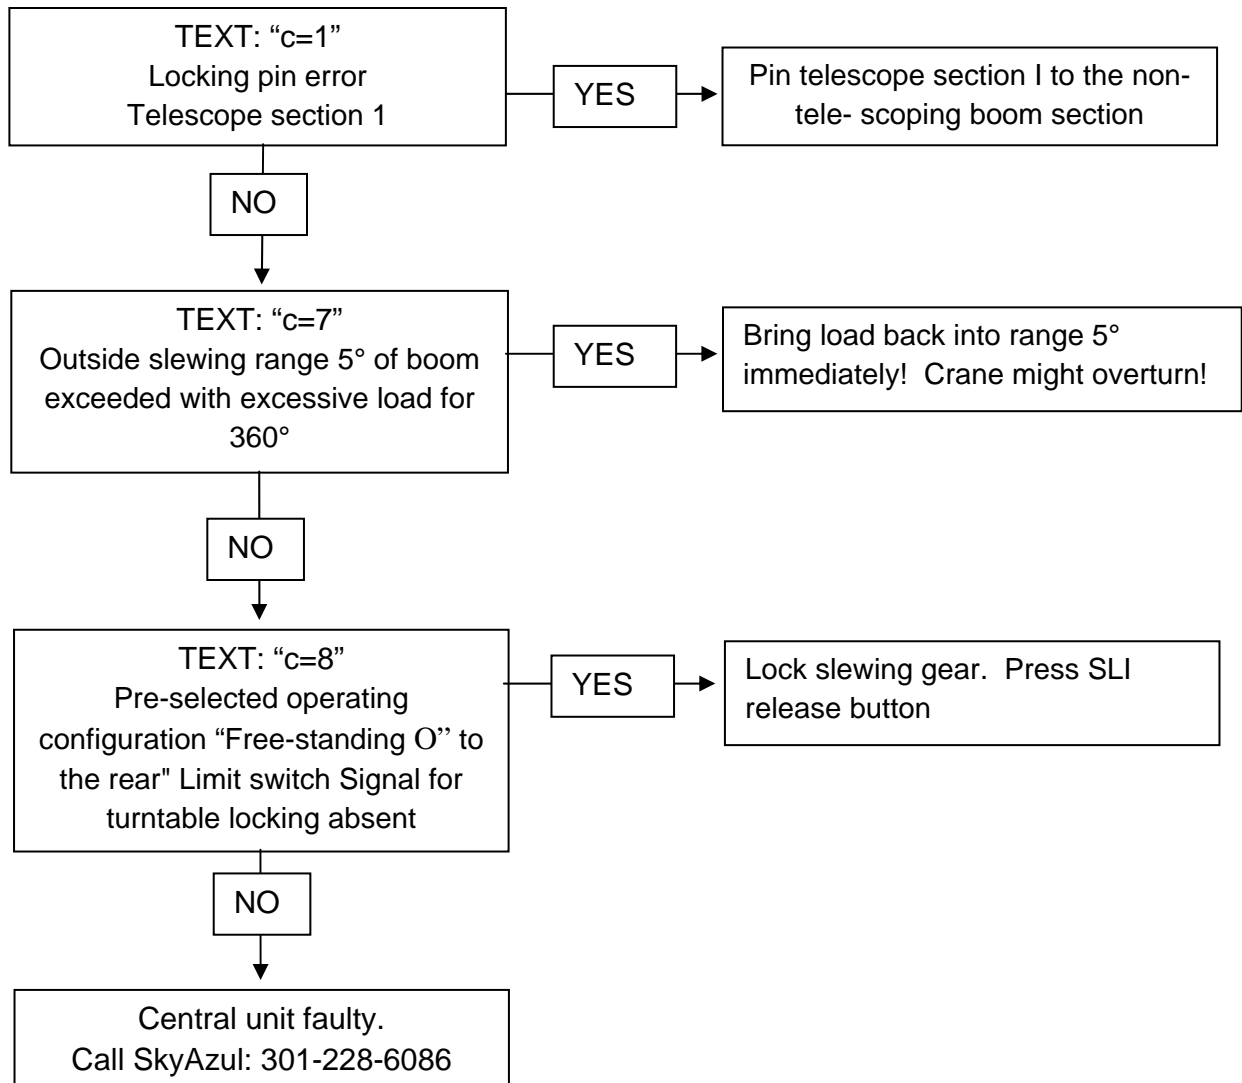 TEXT: “c=1”
Locking pin error
Telescope section 1
YES
Pin telescope section I to the non-
tele- scoping boom section
NO
TEXT: “c=7”
Outside slewing range 5° of boom
exceeded with excessive load for
360°
YES
Bring load back into range 5°
immediately!  Crane might overturn!
NO
TEXT: “c=8”
Pre-selected operating
configuration “Free-standing O” to
the rear" Limit switch Signal for
turntable locking absent
YES
Lock slewing gear.  Press SLI
release button
NO
Central unit faulty.
Call SkyAzul: 301-228-6086